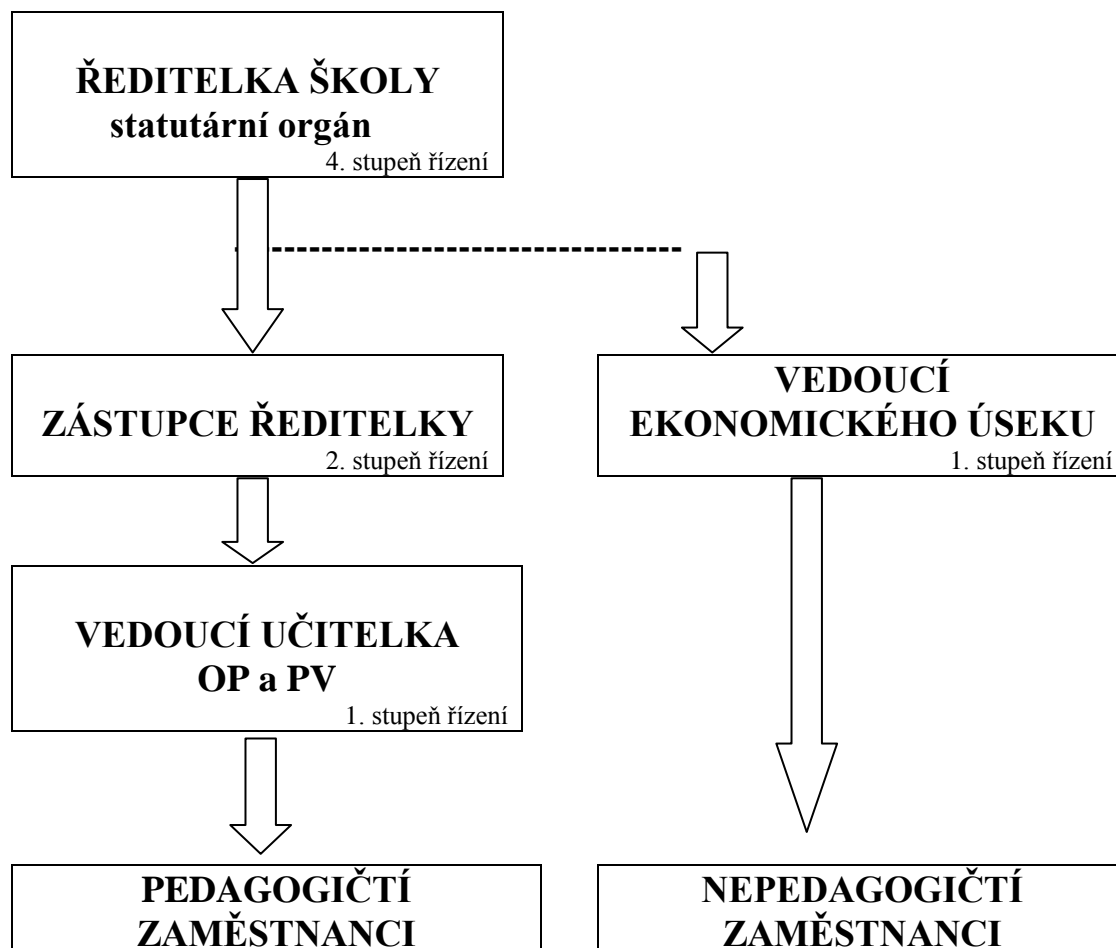 ŘEDITELKA ŠKOLY
statutární orgán
4. stupeň řízení
ZÁSTUPCE ŘEDITELKY
2. stupeň řízení
VEDOUCÍ
EKONOMICKÉHO ÚSEKU
1. stupeň řízení
VEDOUCÍ UČITELKA
OP a PV
1. stupeň řízení
PEDAGOGIČTÍ
ZAMĚSTNANCI
NEPEDAGOGIČTÍ
ZAMĚSTNANCI